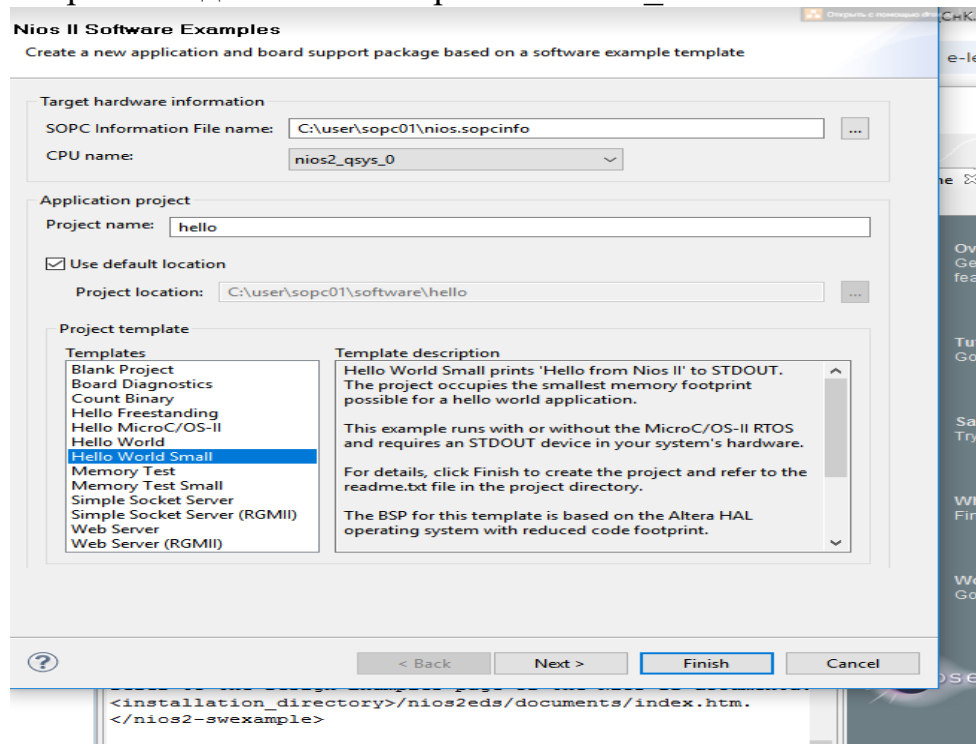 Nios II Software Examples
Create a new application and board support package based on a software example template
Target hardware information
SOPC Information File name: C:\user\sopc01\nios.sopcinfo ...
CPU name: nios2_qsys_0
Application project
Project name: hello
Use default location
Project location: C:\user\sopc01\software\hello ...
Project template
Templates
Blank Project
Board Diagnostics
Count Binary
Hello Freestanding
Hello MicroC/OS-II
Hello World
Hello World Small
Memory Test
Memory Test Small
Simple Socket Server
Simple Socket Server (RGMII)
Web Server
Web Server (RGMII)
Template description
Hello World Small prints 'Hello from Nios II' to STDOUT.
The project occupies the smallest memory footprint
possible for a hello world application.
This example runs with or without the MicroC/OS-II RTOS
and requires an STDOUT device in your system's hardware.
For details, click Finish to create the project and refer to the
readme.txt file in the project directory.
The BSP for this template is based on the Altera HAL
operating system with reduced code footprint.
? < Back Next > Finish Cancel
<installation_directory>/nios2eds/documents/index.htm.
</nios2-swexample>